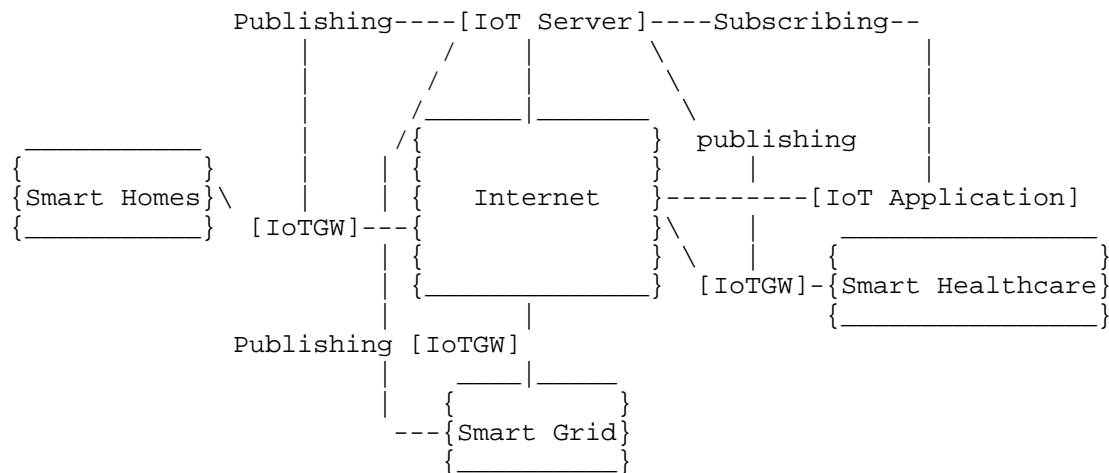 Publishing----[IoT Server]----Subscribing--
publishing
Smart Homes
Internet
[IoT Application]
[IoTGW]
[IoTGW]
Smart Healthcare
Publishing [IoTGW]
Smart Grid